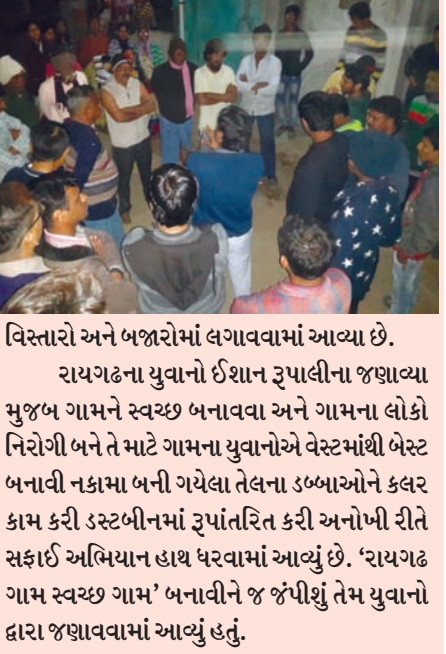 વિસ્તારો અને બજારોમાં લગાવવામાં આવ્યા છે.
રાયગઢના યુવાનો ઈશાન રૂપાલીના જણાવ્યા
મુજબ ગામને સ્વચ્છ બનાવવા અને ગામના લોકો
નિરોગી બને તે માટે ગામના યુવાનોએ વેસ્ટમાંથી બેસ્ટ
બનાવી નકામા બની ગયેલા તેલના ડબ્બાઓને કલર
કામ કરી ડસ્ટબીનમાં રૂપાંતરિત કરી અનોખી રીતે
સફાઈ અભિયાન હાથ ધરવામાં આવ્યું છે. ‘રાયગઢ
ગામ સ્વચ્છ ગામ’ બનાવીને જ જંપીશું તેમ યુવાનો
દ્વારા જણાવવામાં આવ્યું હતું.